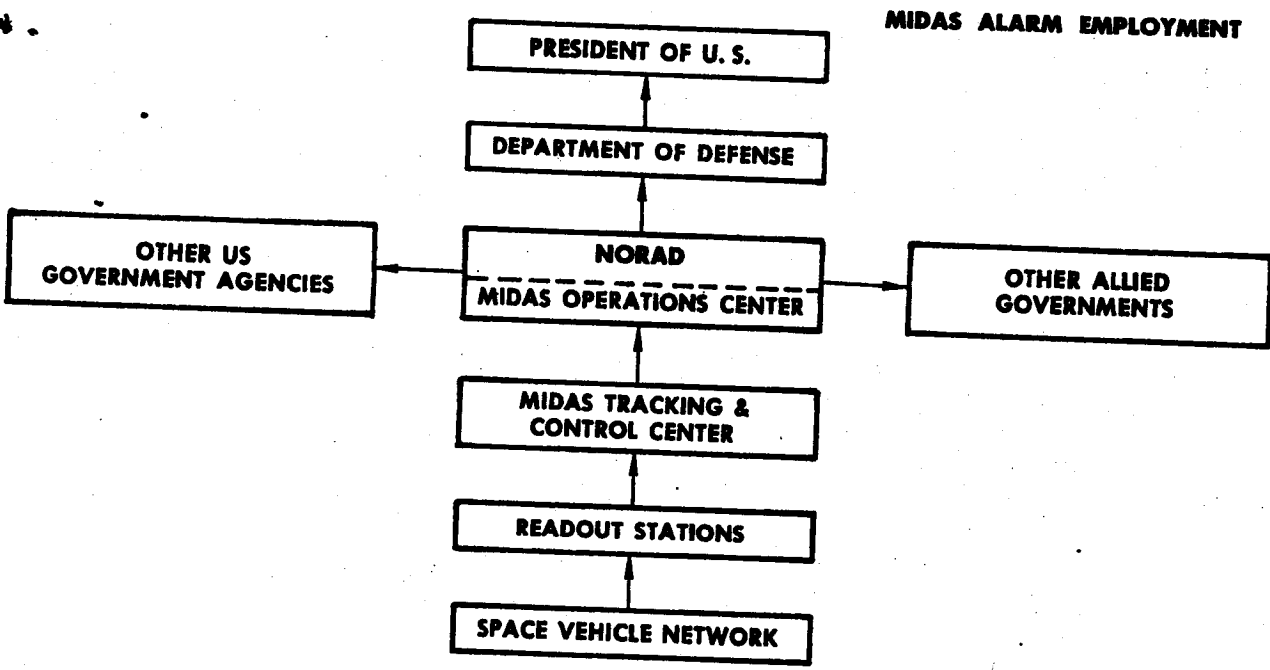 MIDAS ALARM EMPLOYMENT
PRESIDENT OF U. S.
DEPARTMENT OF DEFENSE
OTHER US
GOVERNMENT AGENCIES
NORAD
MIDAS OPERATIONS CENTER
OTHER ALLIED
GOVERNMENTS
MIDAS TRACKING &
CONTROL CENTER
READOUT STATIONS
SPACE VEHICLE NETWORK